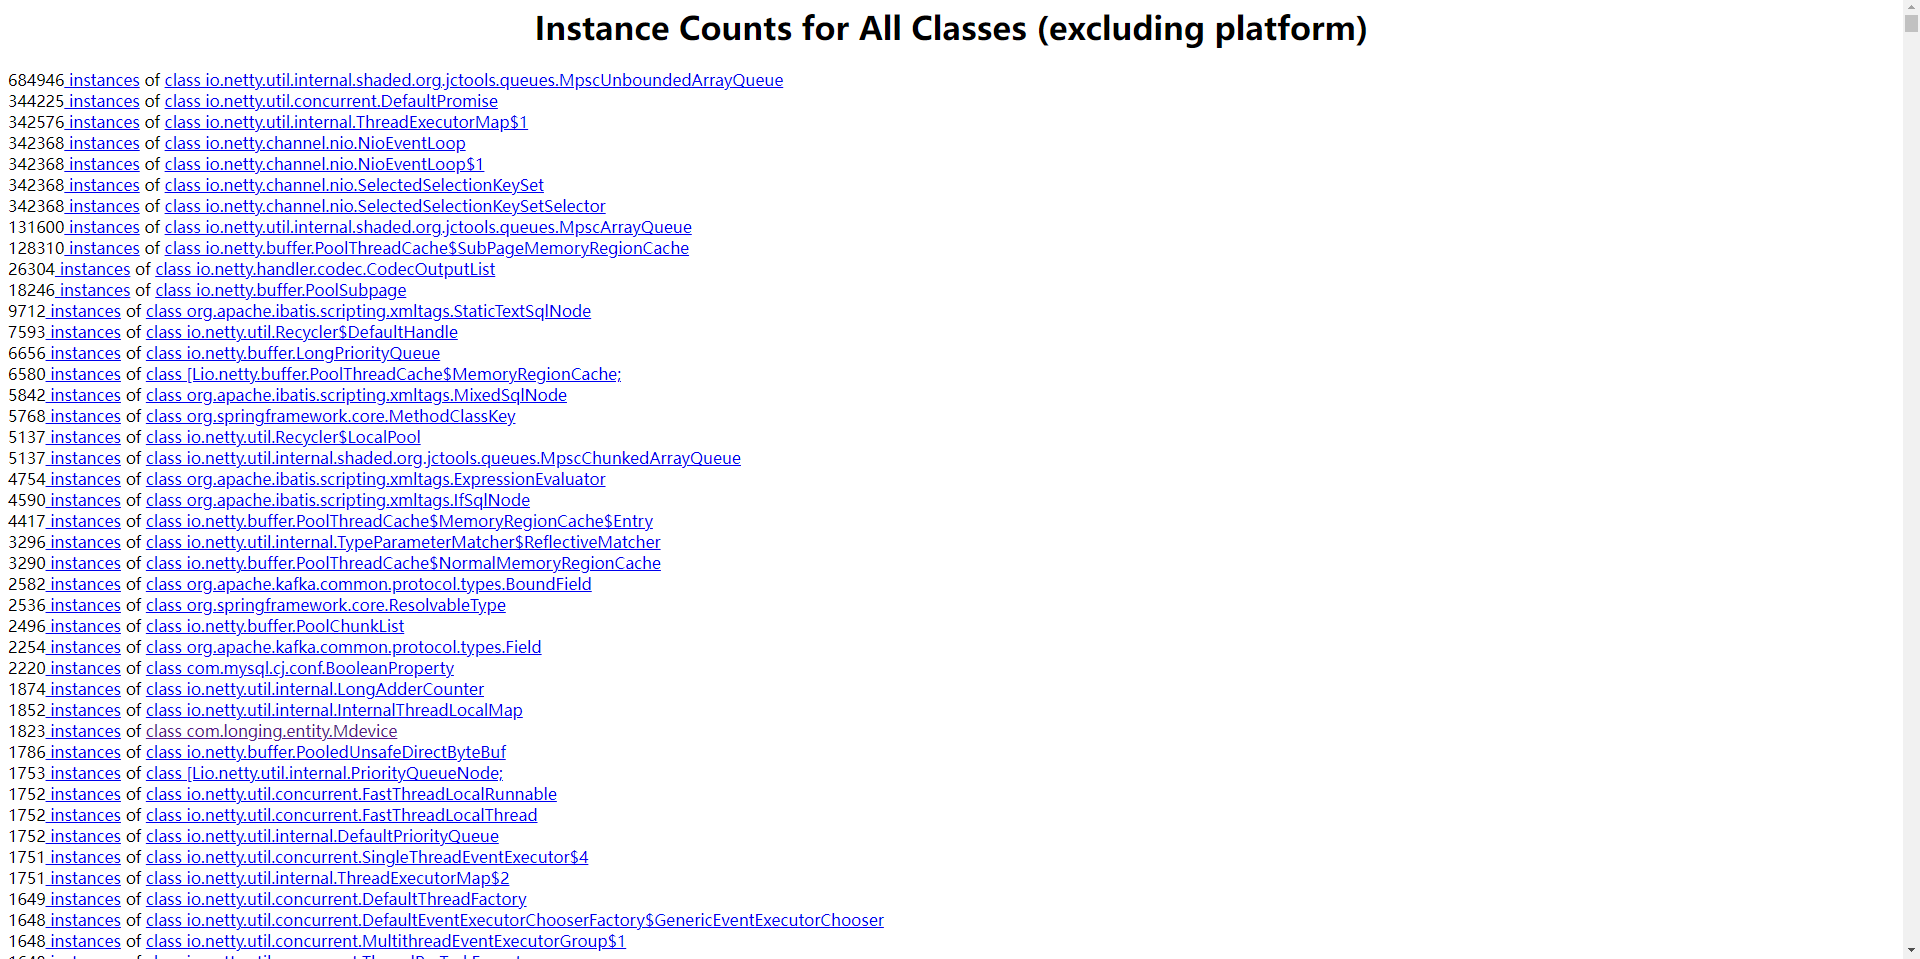 Instance Counts for All Classes (excluding platform)
684946 instances of class io.netty.util.internal.shaded.org.jctools.queues.MpscUnboundedArrayQueue
344225 instances of class io.netty.util.concurrent.DefaultPromise
342576 instances of class io.netty.util.internal.ThreadExecutorMap$1
342368 instances of class io.netty.channel.nio.NioEventLoop
342368 instances of class io.netty.channel.nio.NioEventLoop$1
342368 instances of class io.netty.channel.nio.SelectedSelectionKeySet
342368 instances of class io.netty.channel.nio.SelectedSelectionKeySetSelector
131600 instances of class io.netty.util.internal.shaded.org.jctools.queues.MpscArrayQueue
128310 instances of class io.netty.buffer.PoolThreadCache$SubPageMemoryRegionCache
26304 instances of class io.netty.handler.codec.CodecOutputList
18246 instances of class io.netty.buffer.PoolSubpage
9712 instances of class org.apache.ibatis.scripting.xmltags.StaticTextSqlNode
7593 instances of class io.netty.util.Recycler$DefaultHandle
6656 instances of class io.netty.buffer.LongPriorityQueue
6580 instances of class [Lio.netty.buffer.PoolThreadCache$MemoryRegionCache;
5842 instances of class org.apache.ibatis.scripting.xmltags.MixedSqlNode
5768 instances of class org.springframework.core.MethodClassKey
5137 instances of class io.netty.util.Recycler$LocalPool
5137 instances of class io.netty.util.internal.shaded.org.jctools.queues.MpscChunkedArrayQueue
4754 instances of class org.apache.ibatis.scripting.xmltags.ExpressionEvaluator
4590 instances of class org.apache.ibatis.scripting.xmltags.IfSqlNode
4417 instances of class io.netty.buffer.PoolThreadCache$MemoryRegionCache$Entry
3296 instances of class io.netty.util.internal.TypeParameterMatcher$ReflectiveMatcher
3290 instances of class io.netty.buffer.PoolThreadCache$NormalMemoryRegionCache
2582 instances of class org.apache.kafka.common.protocol.types.BoundField
2536 instances of class org.springframework.core.ResolvableType
2496 instances of class io.netty.buffer.PoolChunkList
2254 instances of class org.apache.kafka.common.protocol.types.Field
2220 instances of class com.mysql.cj.conf.BooleanProperty
1874 instances of class io.netty.util.internal.LongAdderCounter
1852 instances of class io.netty.util.internal.InternalThreadLocalMap
1823 instances of class com.longing.entity.Mdevice
1786 instances of class io.netty.buffer.PooledUnsafeDirectByteBuf
1753 instances of class [Lio.netty.util.internal.PriorityQueueNode;
1752 instances of class io.netty.util.concurrent.FastThreadLocalRunnable
1752 instances of class io.netty.util.concurrent.FastThreadLocalThread
1752 instances of class io.netty.util.internal.DefaultPriorityQueue
1751 instances of class io.netty.util.concurrent.SingleThreadEventExecutor$4
1751 instances of class io.netty.util.internal.ThreadExecutorMap$2
1649 instances of class io.netty.util.concurrent.DefaultThreadFactory
1648 instances of class io.netty.util.concurrent.DefaultEventExecutorChooserFactory$GenericEventExecutorChooser
1648 instances of class io.netty.util.concurrent.MultithreadEventExecutorGroup$1